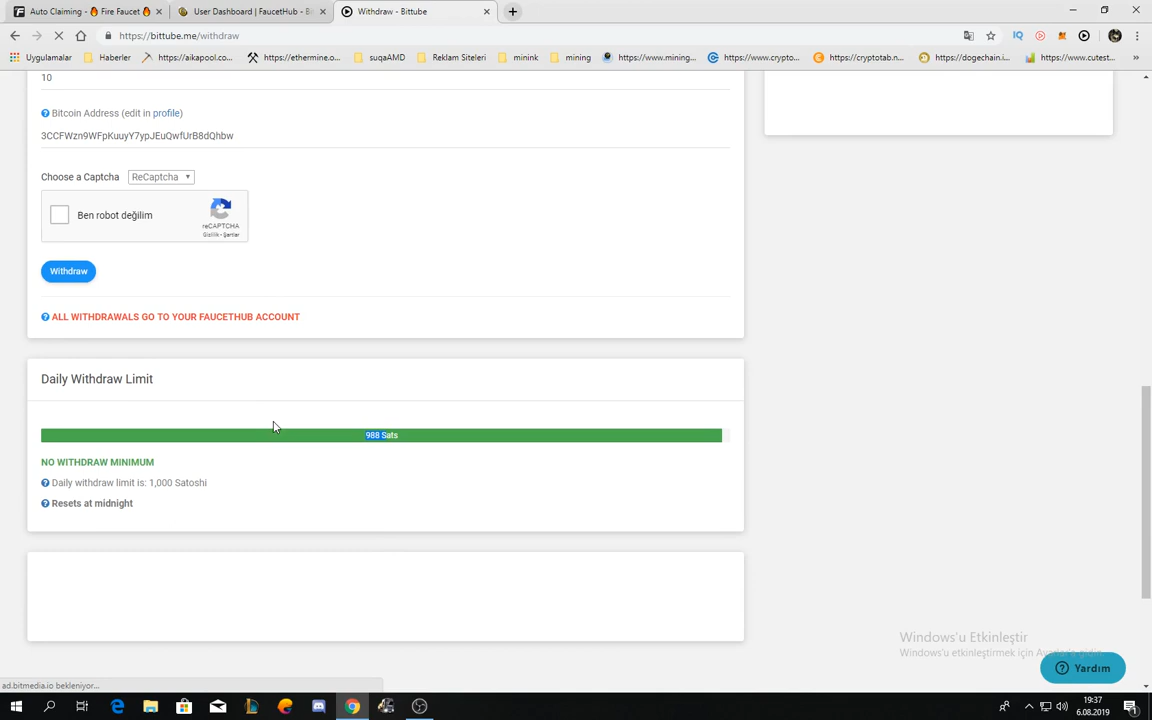 Auto Claiming - 🔥 Fire Faucet 🔥
User Dashboard | FaucetHub - Bi
Withdraw - Bittube
https://bittube.me/withdraw
Uygulamalar
Haberler
https://aikapool.co...
https://ethermine.o...
suqaAMD
Reklam Siteleri
minink
mining
https://www.mining...
https://www.crypto...
https://cryptotab.n...
https://dogechain.i...
https://www.cutest...
10
Bitcoin Address (edit in profile)
3CCFWzn9WFpKuuyY7ypJEuQwfUrB8dQhbw
Choose a Captcha ReCaptcha
Ben robot değilim
reCAPTCHA
Gizlilik - Şartlar
Withdraw
ALL WITHDRAWALS GO TO YOUR FAUCETHUB ACCOUNT
Daily Withdraw Limit
988 Sats
NO WITHDRAW MINIMUM
Daily withdraw limit is: 1,000 Satoshi
Resets at midnight
Windows'u Etkinleştir
Windows'u etkinleştirmek için
Yardım
ad.bitmedia.io bekleniyor...
19:37
6.08.2019